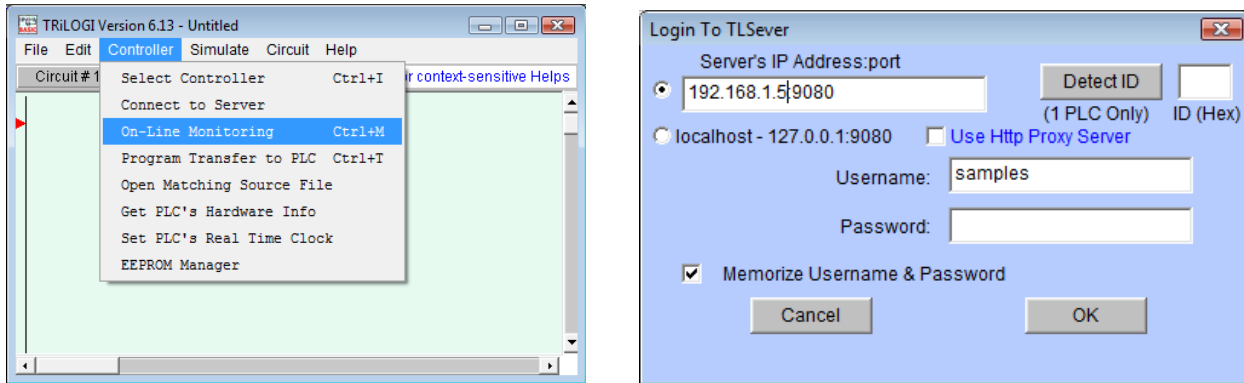 TRiLOGI Version 6.13 - Untitled
File Edit Controller Simulate Circuit Help
Circuit # 1
r context-sensitive Helps
Select Controller Ctrl+I
Connect to Server
On-Line Monitoring Ctrl+M
Program Transfer to PLC Ctrl+T
Open Matching Source File
Get PLC's Hardware Info
Set PLC's Real Time Clock
EEPROM Manager
Login To TLSever
Server's IP Address:port
192.168.1.5:9080
Detect ID
(1 PLC Only) ID (Hex)
localhost - 127.0.0.1:9080 Use Http Proxy Server
Username: samples
Password:
Memorize Username & Password
Cancel OK